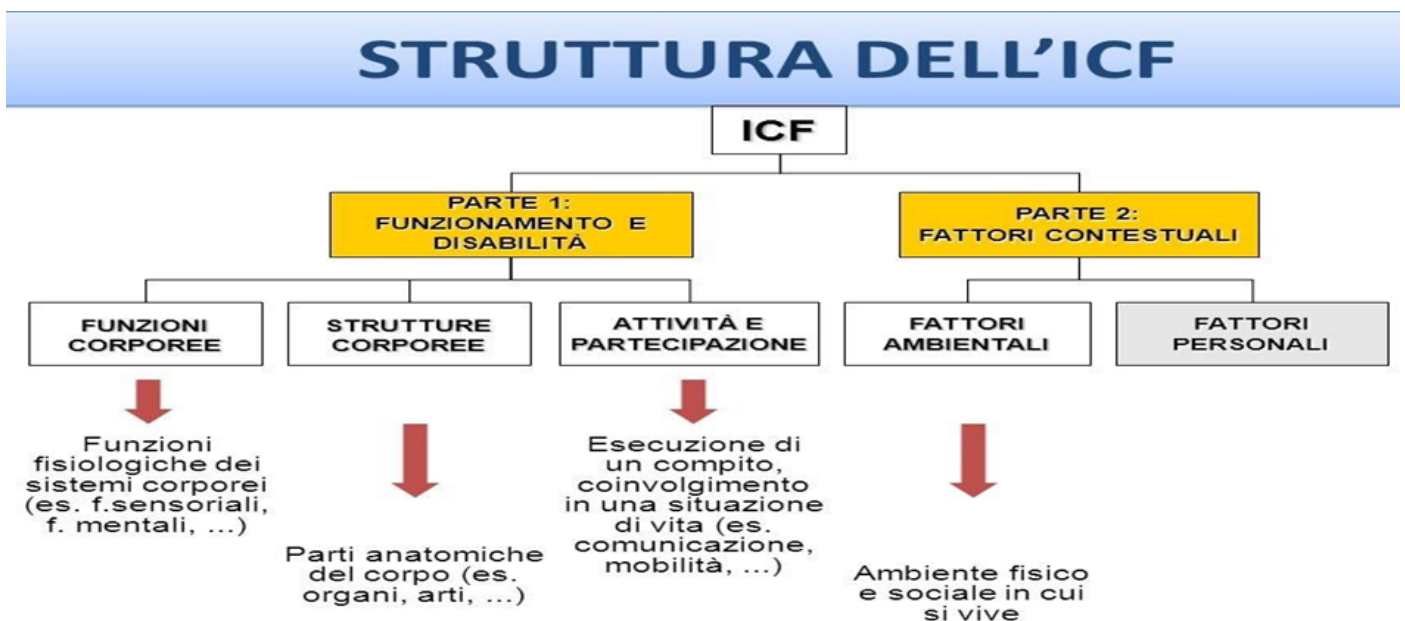 STRUTTURA DELL’ICF
ICF
PARTE 1:
FUNZIONAMENTO E
DISABILITÀ
PARTE 2:
FATTORI CONTESTUALI
FUNZIONI
CORPOREE
STRUTTURE
CORPOREE
ATTIVITÀ E
PARTECIPAZIONE
FATTORI
AMBIENTALI
FATTORI
PERSONALI
Funzioni
fisiologiche dei
sistemi corporei
(es. f.sensoriali,
f. mentali, ...)
Parti anatomiche
del corpo (es.
organi, arti, ...)
Esecuzione di
un compito,
coinvolgimento
in una situazione
di vita (es.
comunicazione,
mobilità, ...)
Ambiente fisico
e sociale in cui
si vive